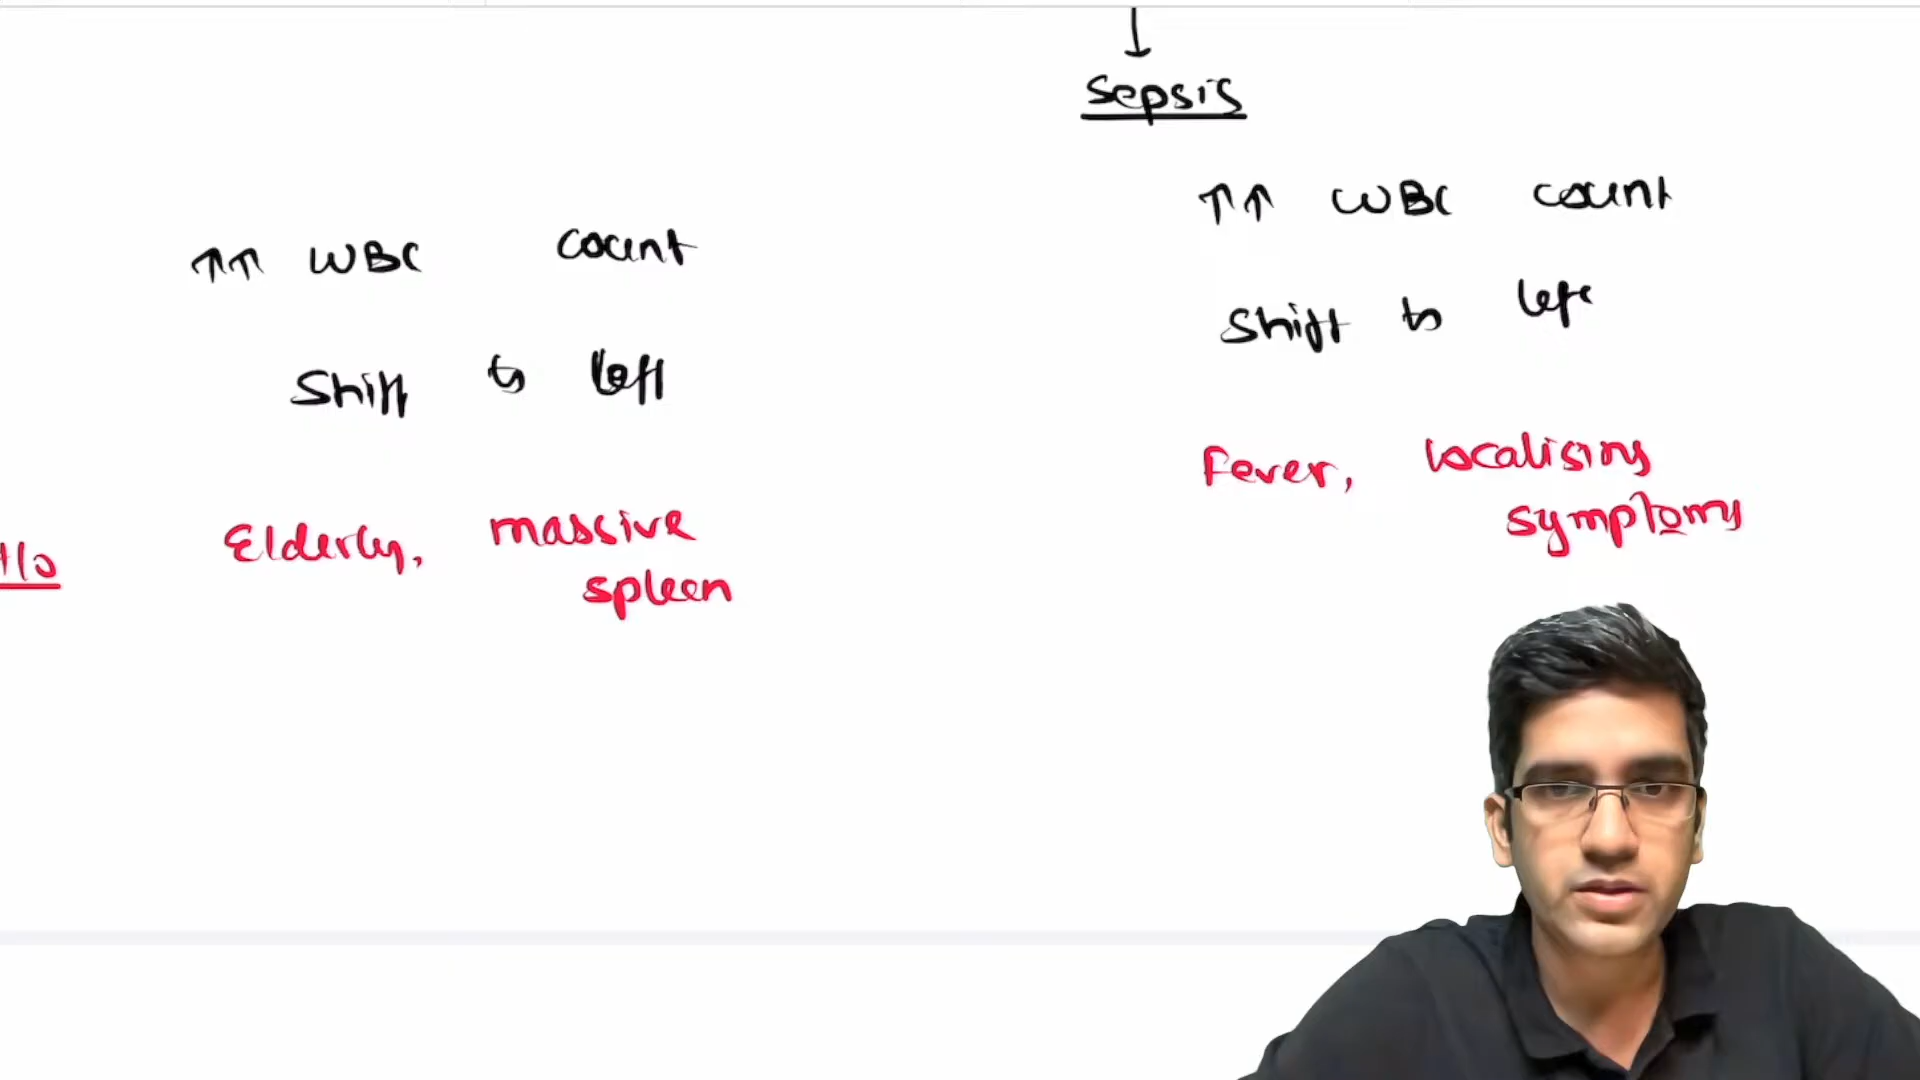 Sepsis
↑↑ WBC count
Shift to left
Elderly, massive
spleen
H/o
↑↑ WBC count
Shift to left
Fever, localising
symptoms